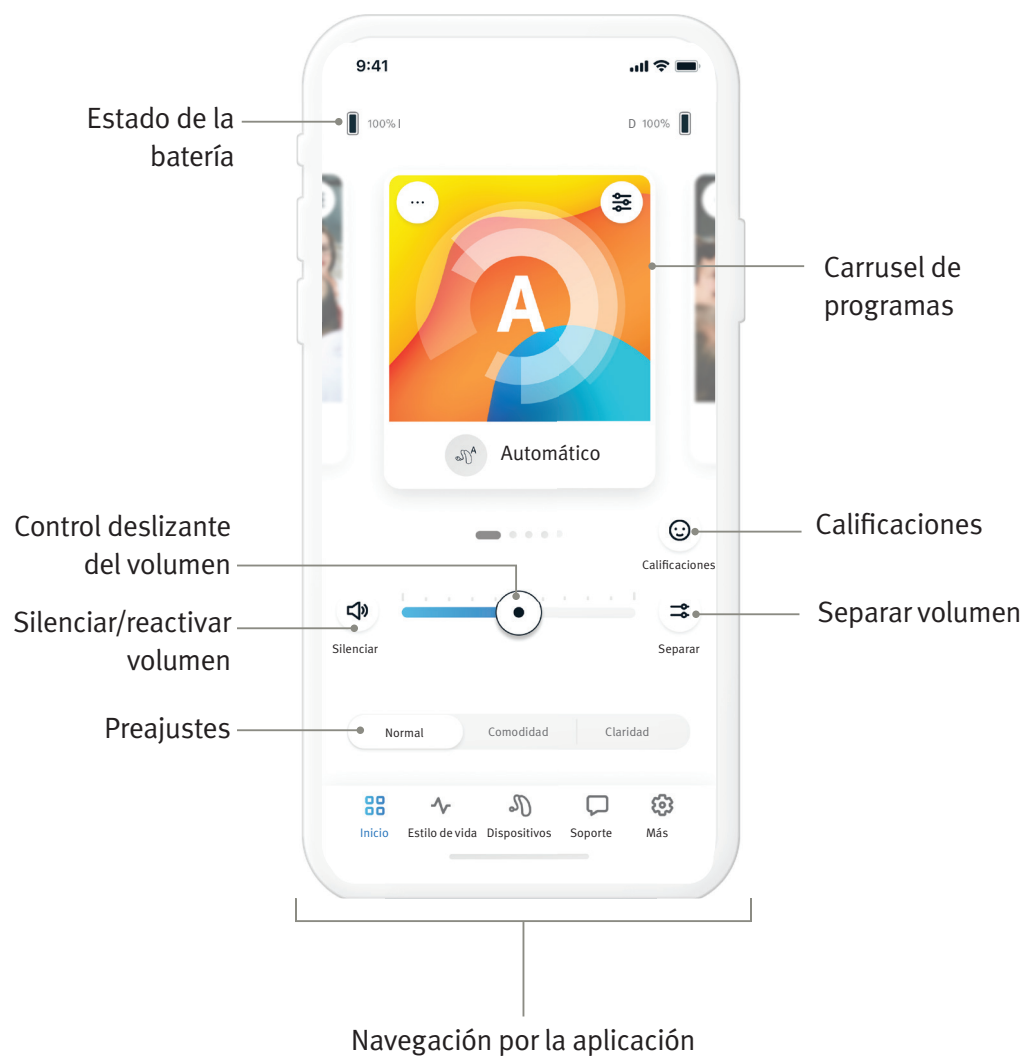 9:41
Estado de la
batería
100% I
D 100%
...
A
Carrusel de
programas
A
Automático
Control deslizante
del volumen
Calificaciones
Calificaciones
Silenciar/reactivar
volumen
Silenciar
Separar
Separar volumen
Preajustes
Normal
Comodidad
Claridad
Inicio
Estilo de vida
Dispositivos
Soporte
Más
Navegación por la aplicación